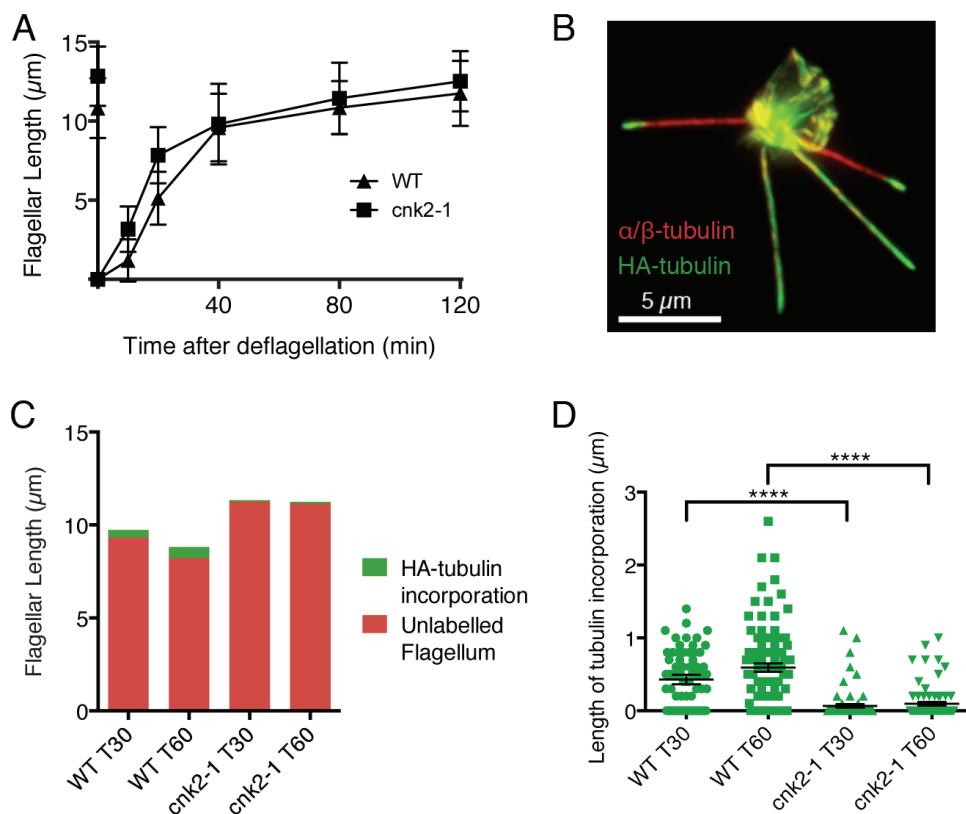 A
Flagellar Length (µm)
15
10
5
40
80
120
Time after deflagellation (min)
WT
cnk2-1
B
α/β-tubulin
HA-tubulin
5 µm
C
Flagellar Length (µm)
15
10
5
0
WT T30
WT T60
cnk2-1 T30
cnk2-1 T60
HA-tubulin
incorporation
Unlabelled
Flagellum
D
Length of tubulin incorporation (µm)
3
2
1
0
****
****
WT T30
WT T60
cnk2-1 T30
cnk2-1 T60